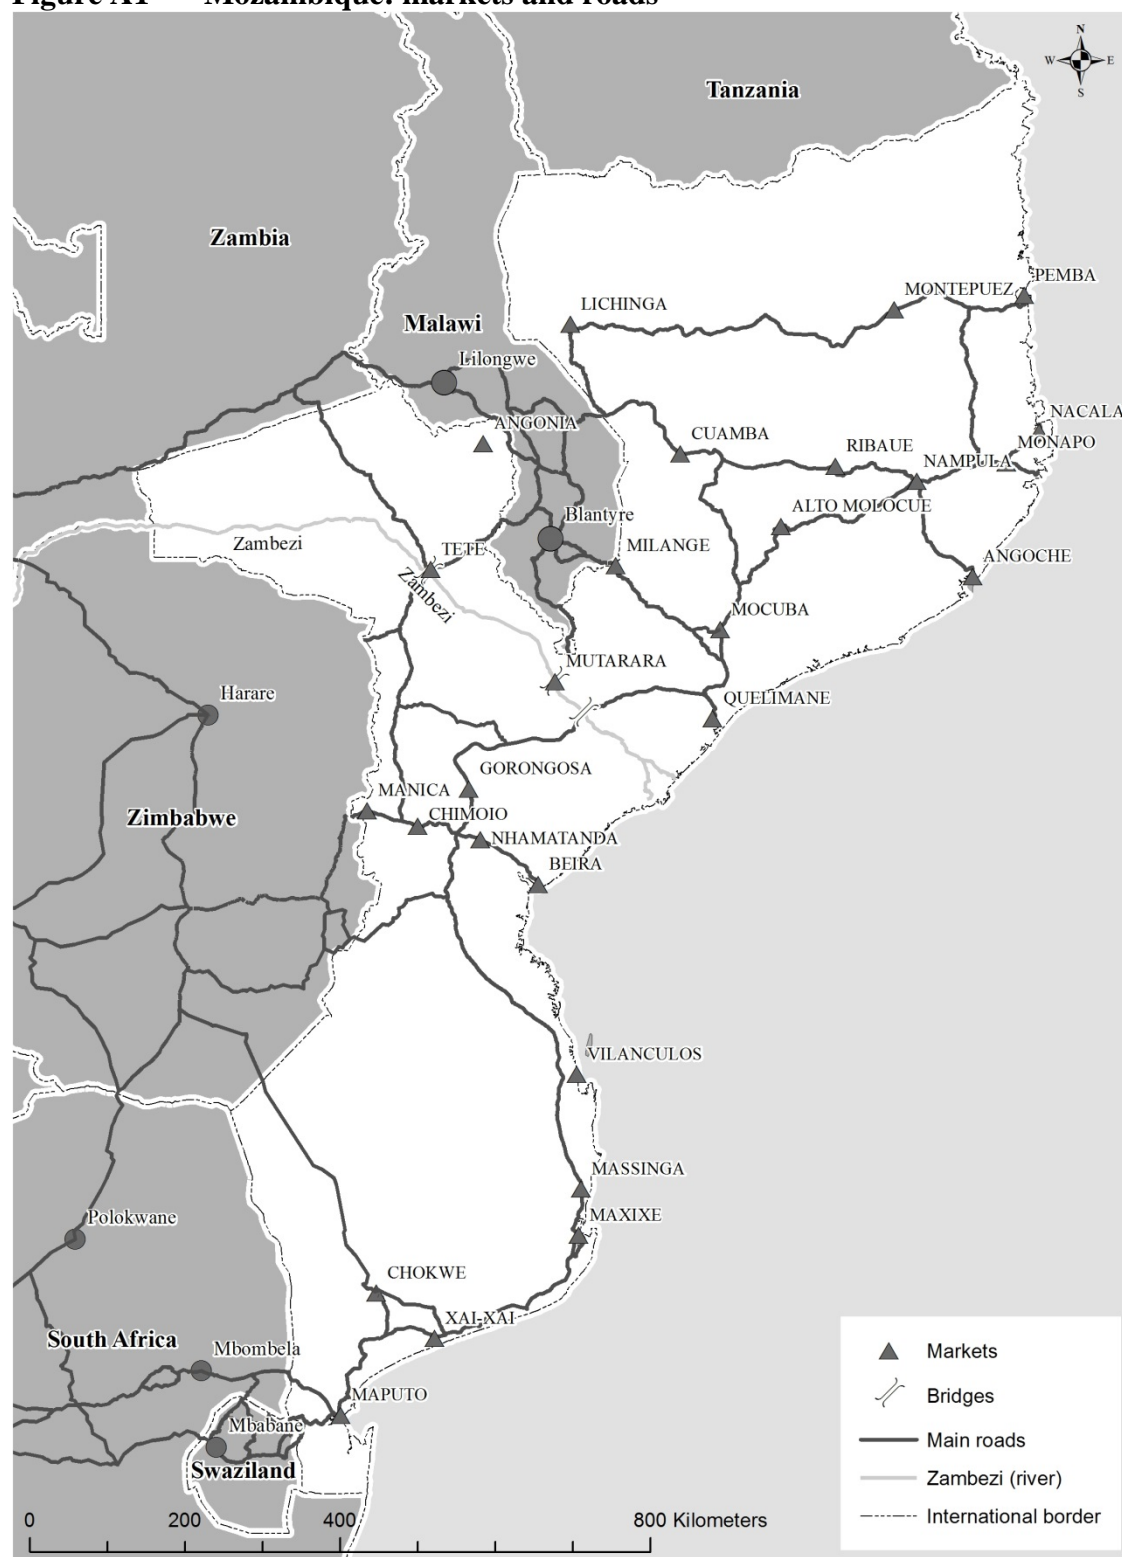 Figure A1 Mozambique: markets and roads
N
W E
S
Tanzania
Zambia
PEMBA
MONTEPUEZ
LICHINGA
Malawi
Lilongwe
NACALA
ANGONIA
CUAMBA
MONAPO
RIBAUE
NAMPULA
ALTO MOLOCUE
Blantyre
Zambezi
TETE
MILANGE
ANGOCHE
Zambezi
MOCUBA
MUTARARA
Harare
QUELIMANE
GORONGOSA
MANICA
Zimbabwe
CHIMOIO
NHAMATANDA
BEIRA
VILANCULOS
MASSINGA
Polokwane
MAXIXE
CHOKWE
XAI-XAI
South Africa
Mbombela
MAPUTO
Mbabane
Swaziland
Markets
Bridges
Main roads
Zambezi (river)
International border
0 200 400 800 Kilometers